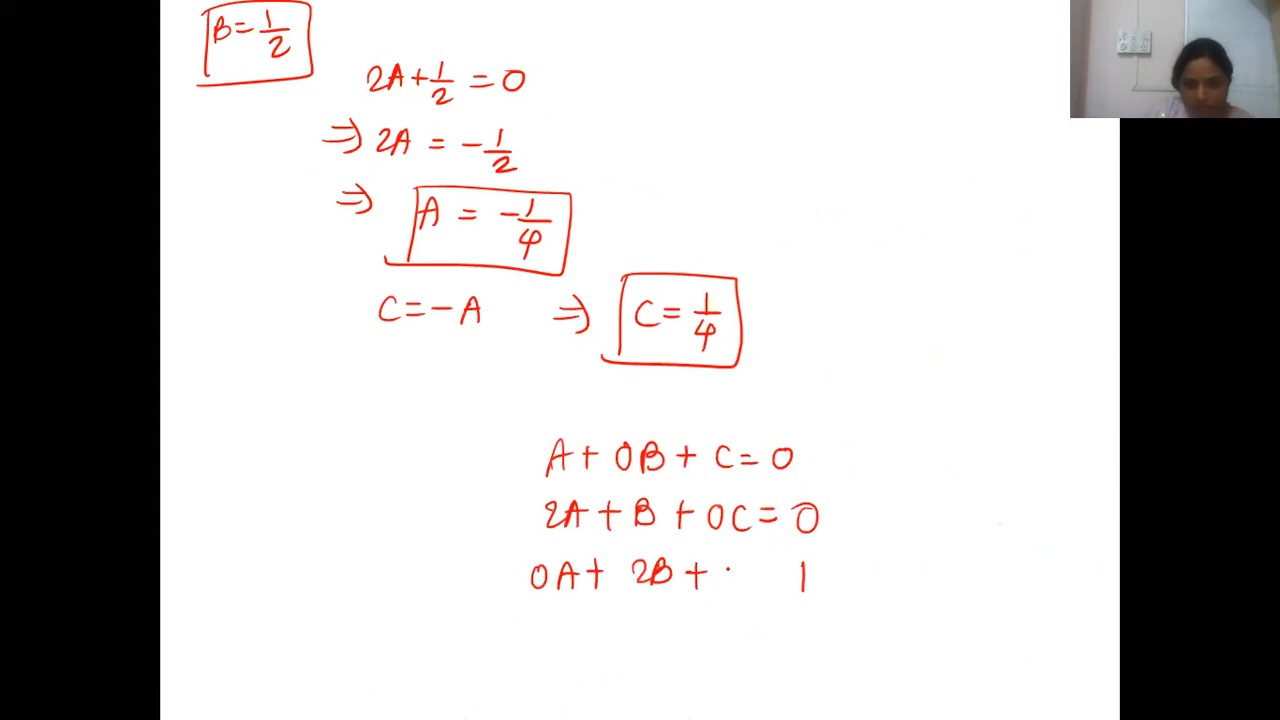 B = 1/2
2A + 1/2 = 0
⇒ 2A = - 1/2
⇒ A = - 1/4
C = - A ⇒ C = 1/4
A + 0B + C = 0
2A + B + 0C = 0
0A + 2B + 1